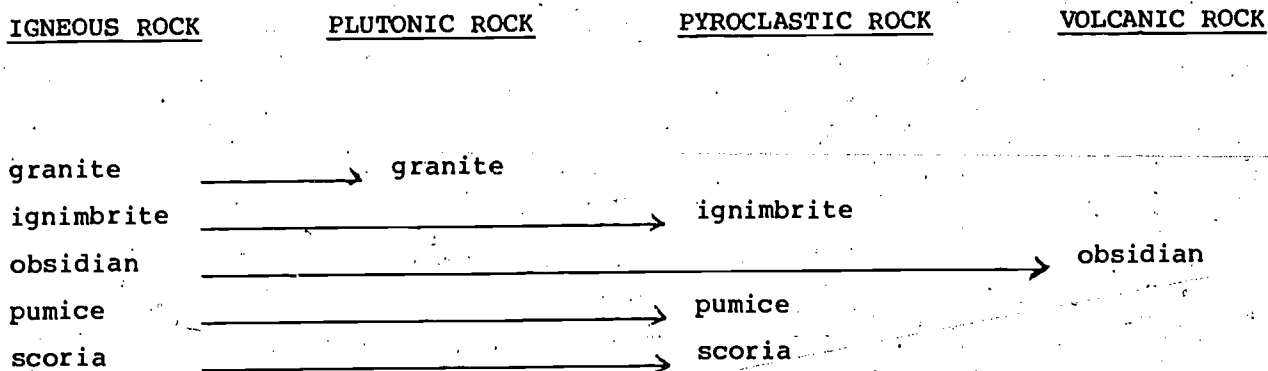 IGNEOUS ROCK PLUTONIC ROCK PYROCLASTIC ROCK VOLCANIC ROCK
granite granite
ignimbrite ignimbrite
obsidian obsidian
pumice pumice
scoria scoria